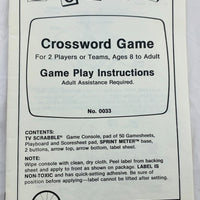 Crossword Game
For 2 Players or Teams, Ages 8 to Adult
Game Play Instructions
Adult Assistance Required.
No. 0033
CONTENTS:
TV SCRABBLE® Game Console, pad of 50 Gamesheets,
Playboard and Scoresheet pad, SPRINT METER™ base,
2 buttons, arrow top, arrow bottom, label sheet.
NOTE:
Wipe console with clean, dry cloth. Peel label from backing
sheet and apply to front as shown on package. LABEL IS
NON-TOXIC and has quick-setting adhesive. Be sure of
position before applying—label cannot be lifted after setting.